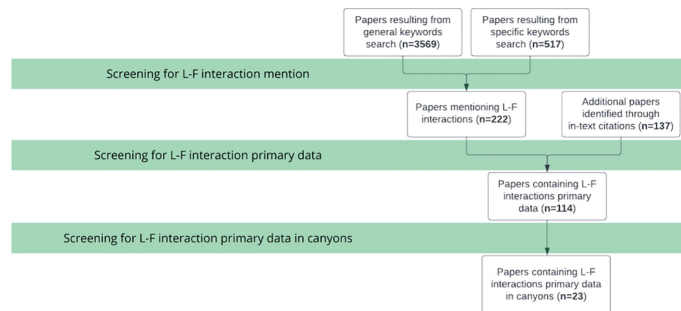 Papers resulting from
general keywords
search (n=3569)
Papers resulting from
specific keywords
search (n=517)
Screening for L-F interaction mention
Papers mentioning L-F
interactions (n=222)
Additional papers
identified through
in-text citations (n=137)
Screening for L-F interaction primary data
Papers containing L-F
interactions primary
data (n=114)
Screening for L-F interaction primary data in canyons
Papers containing L-F
interactions primary data
in canyons (n=23)